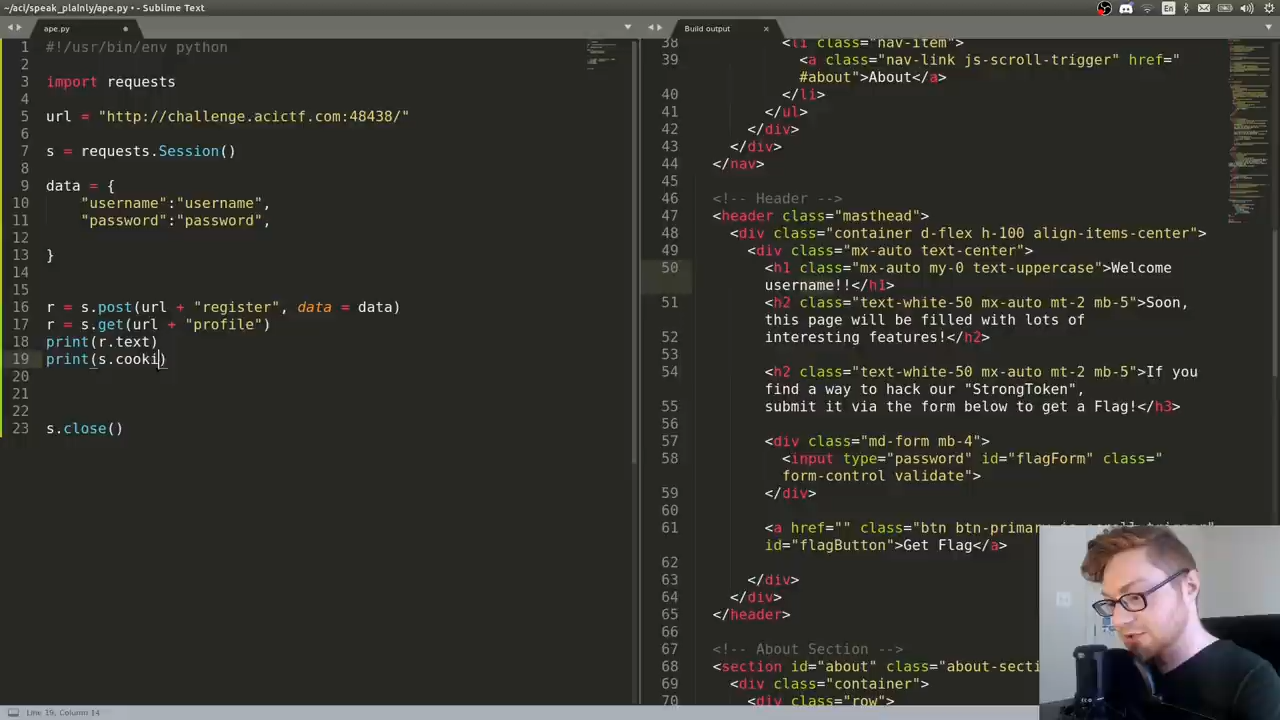 ~/aci/speak_plainly/ape.py • - Sublime Text
En
ape.py
Build output
1 #!/usr/bin/env python
2
3 import requests
4
5 url = "http://challenge.acictf.com:48438/"
6
7 s = requests.Session()
8
9 data = {
10 "username":"username",
11 "password":"password",
12
13 }
14
15
16 r = s.post(url + "register", data = data)
17 r = s.get(url + "profile")
18 print(r.text)
19 print(s.cooki)
20
21
22
23 s.close()
38 <li class="nav-item">
39 <a class="nav-link js-scroll-trigger" href="
#about">About</a>
40 </li>
41 </ul>
42 </div>
43 </div>
44 </nav>
45
46 <!-- Header -->
47 <header class="masthead">
48 <div class="container d-flex h-100 align-items-center">
49 <div class="mx-auto text-center">
50 <h1 class="mx-auto my-0 text-uppercase">Welcome
username!!</h1>
51 <h2 class="text-white-50 mx-auto mt-2 mb-5">Soon,
this page will be filled with lots of
52 interesting features!</h2>
53
54 <h2 class="text-white-50 mx-auto mt-2 mb-5">If you
find a way to hack our "StrongToken",
55 submit it via the form below to get a Flag!</h3>
56
57 <div class="md-form mb-4">
58 <input type="password" id="flagForm" class="
form-control validate">
59 </div>
60
61 <a href="" class="btn btn-primary
id="flagButton">Get Flag</a>
62
63 </div>
64 </div>
65 </header>
66
67 <!-- About Section -->
68 <section id="about" class="about-secti
69 <div class="container">
70 <div class="row">
Line 19, Column 14